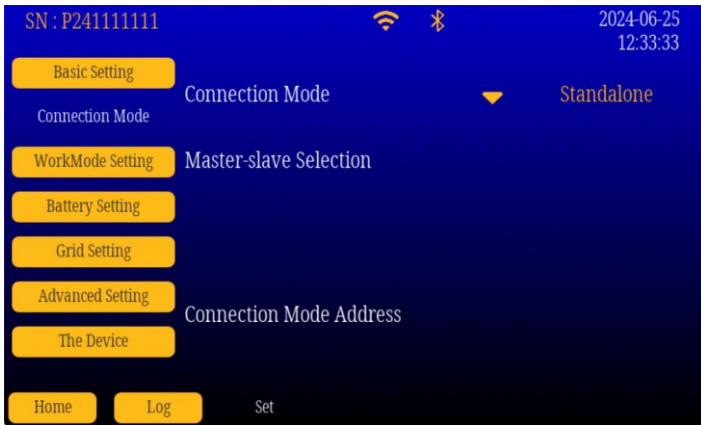 SN : P241111111
2024-06-25
12:33:33
Basic Setting
Connection Mode
WorkMode Setting
Battery Setting
Grid Setting
Advanced Setting
The Device
Connection Mode
Standalone
Master-slave Selection
Connection Mode Address
Home
Log
Set